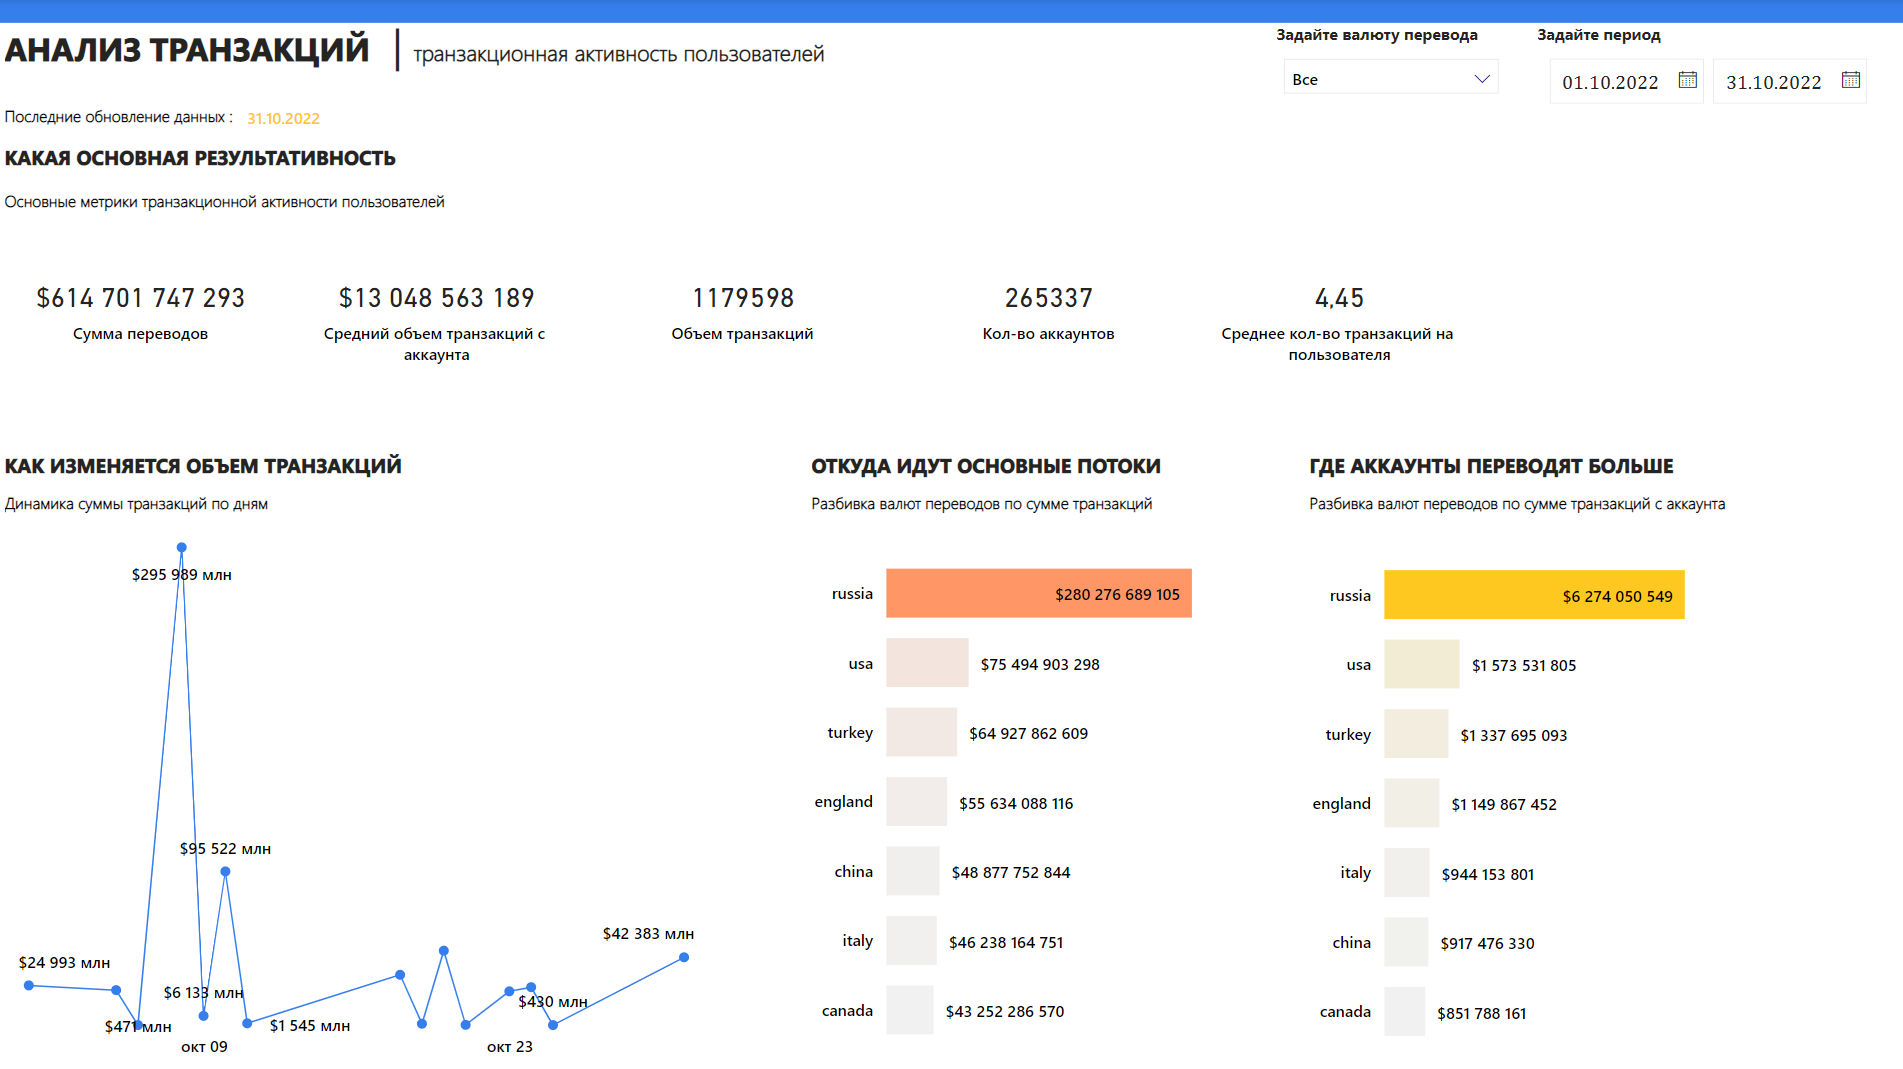 АНАЛИЗ ТРАНЗАКЦИЙ
транзакционная активность пользователей
Задайте валюту перевода
Все
Задайте период
01.10.2022
31.10.2022
Последние обновление данных :
31.10.2022
КАКАЯ ОСНОВНАЯ РЕЗУЛЬТАТИВНОСТЬ
Основные метрики транзакционной активности пользователей
$614 701 747 293
Сумма переводов
$13 048 563 189
Средний объем транзакций с
аккаунта
1179598
Объем транзакций
265337
Кол-во аккаунтов
4,45
Среднее кол-во транзакций на
пользователя
КАК ИЗМЕНЯЕТСЯ ОБЪЕМ ТРАНЗАКЦИЙ
Динамика суммы транзакций по дням
$295 989 млн
$95 522 млн
$42 383 млн
$24 993 млн
$6 133 млн
$430 млн
$471 млн
$1 545 млн
окт 09
окт 23
ОТКУДА ИДУТ ОСНОВНЫЕ ПОТОКИ
Разбивка валют переводов по сумме транзакций
russia $280 276 689 105
usa $75 494 903 298
turkey $64 927 862 609
england $55 634 088 116
china $48 877 752 844
italy $46 238 164 751
canada $43 252 286 570
ГДЕ АККАУНТЫ ПЕРЕВОДЯТ БОЛЬШЕ
Разбивка валют переводов по сумме транзакций с аккаунта
russia $6 274 050 549
usa $1 573 531 805
turkey $1 337 695 093
england $1 149 867 452
italy $944 153 801
china $917 476 330
canada $851 788 161